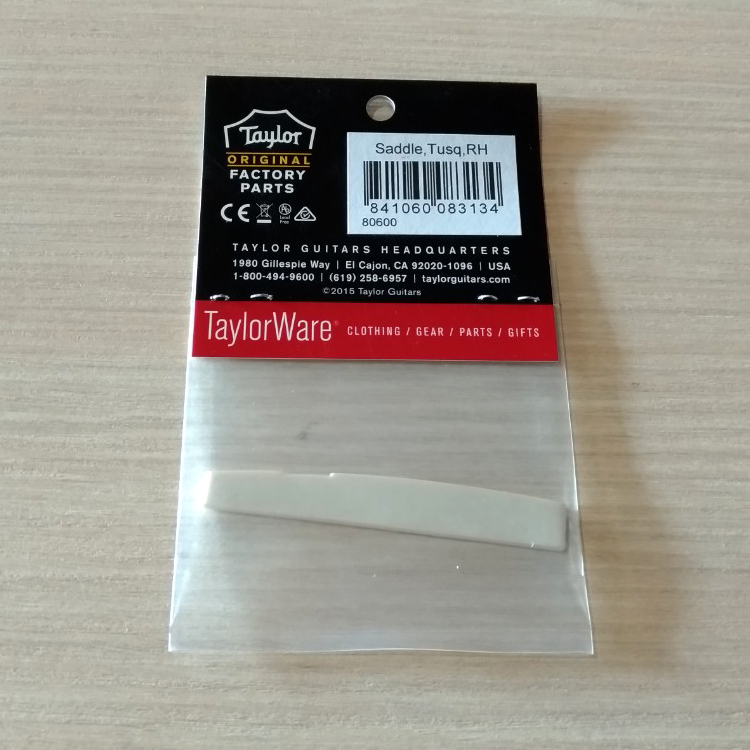 Taylor
ORIGINAL
FACTORY
PARTS
Saddle,Tusq,RH
841060 083134
80600
CE
TAYLOR GUITARS HEADQUARTERS
1980 Gillespie Way | El Cajon, CA 92020-1096 | USA
1-800-494-9600 | (619) 258-6957 | taylorguitars.com
©2015 Taylor Guitars
TaylorWare® CLOTHING / GEAR / PARTS / GIFTS